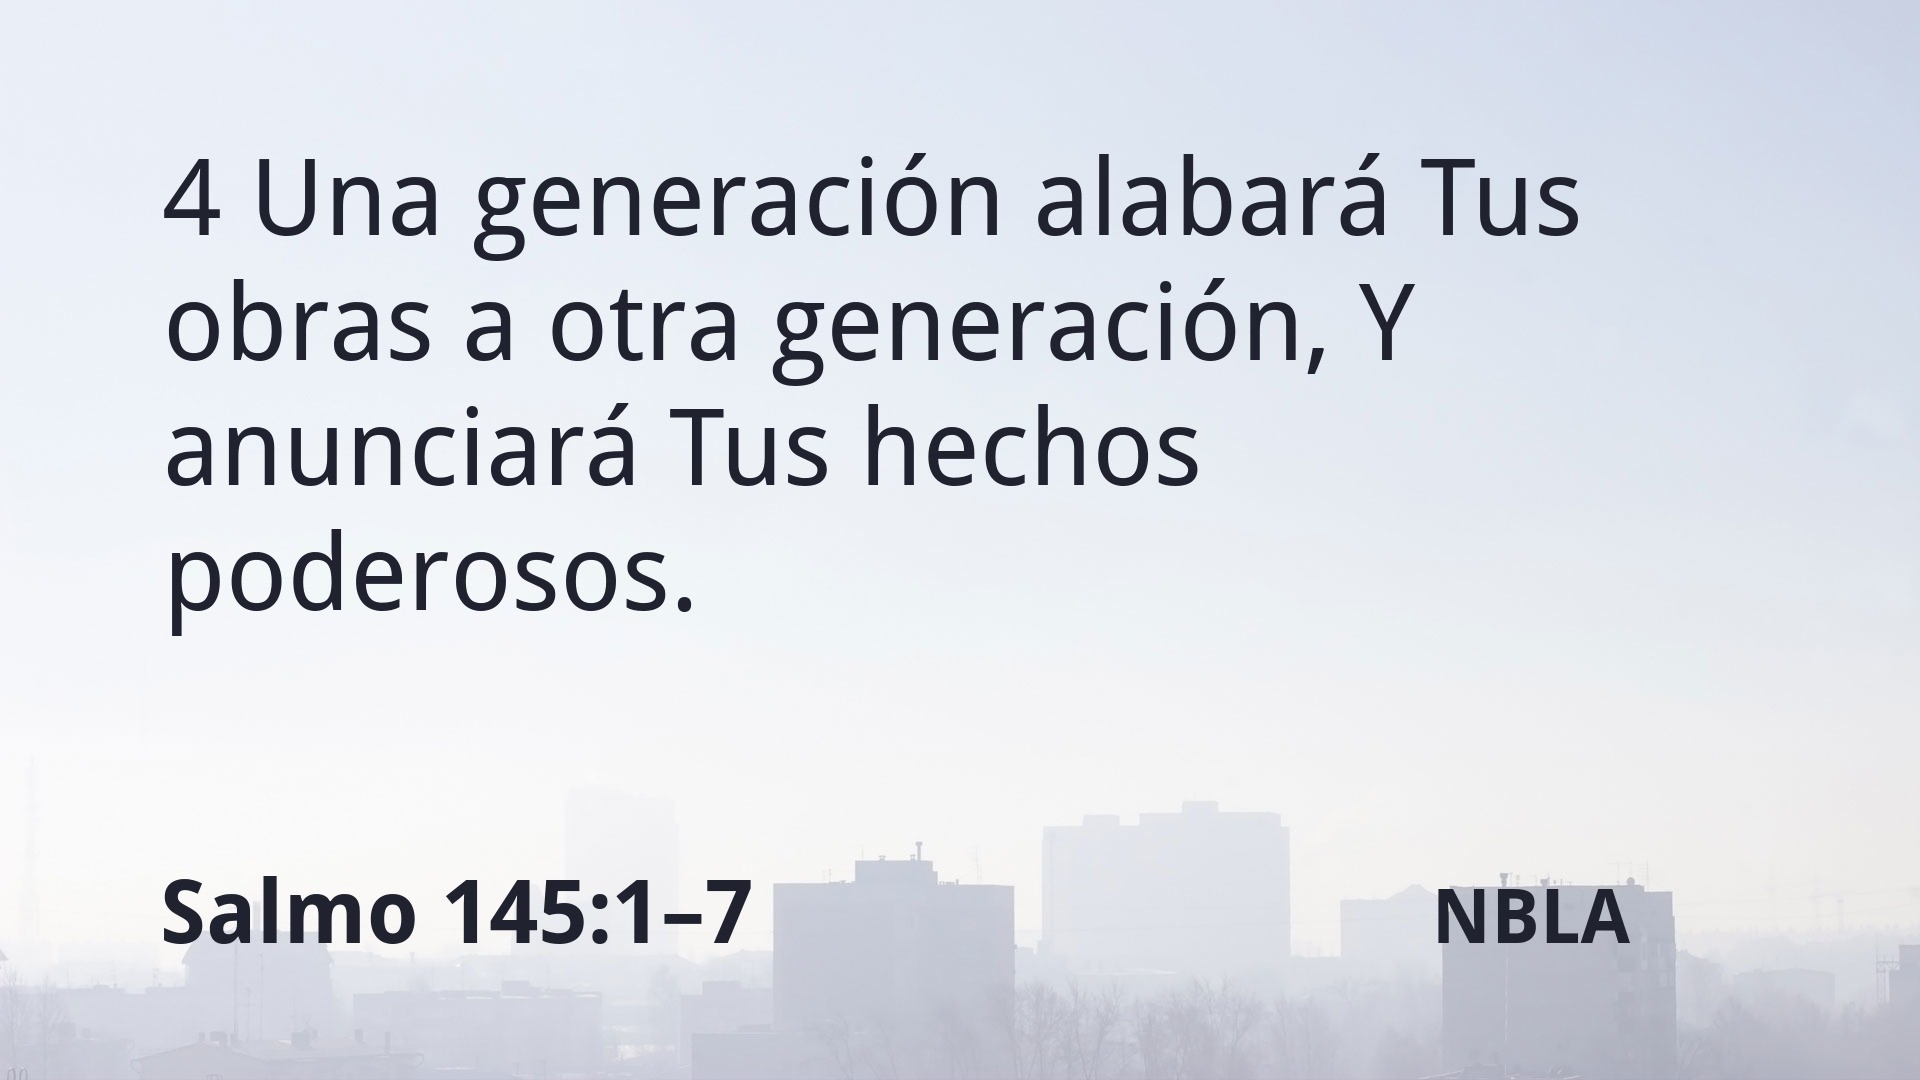 4 Una generación alabará Tus
obras a otra generación, Y
anunciará Tus hechos
poderosos.
Salmo 145:1–7
NBLA